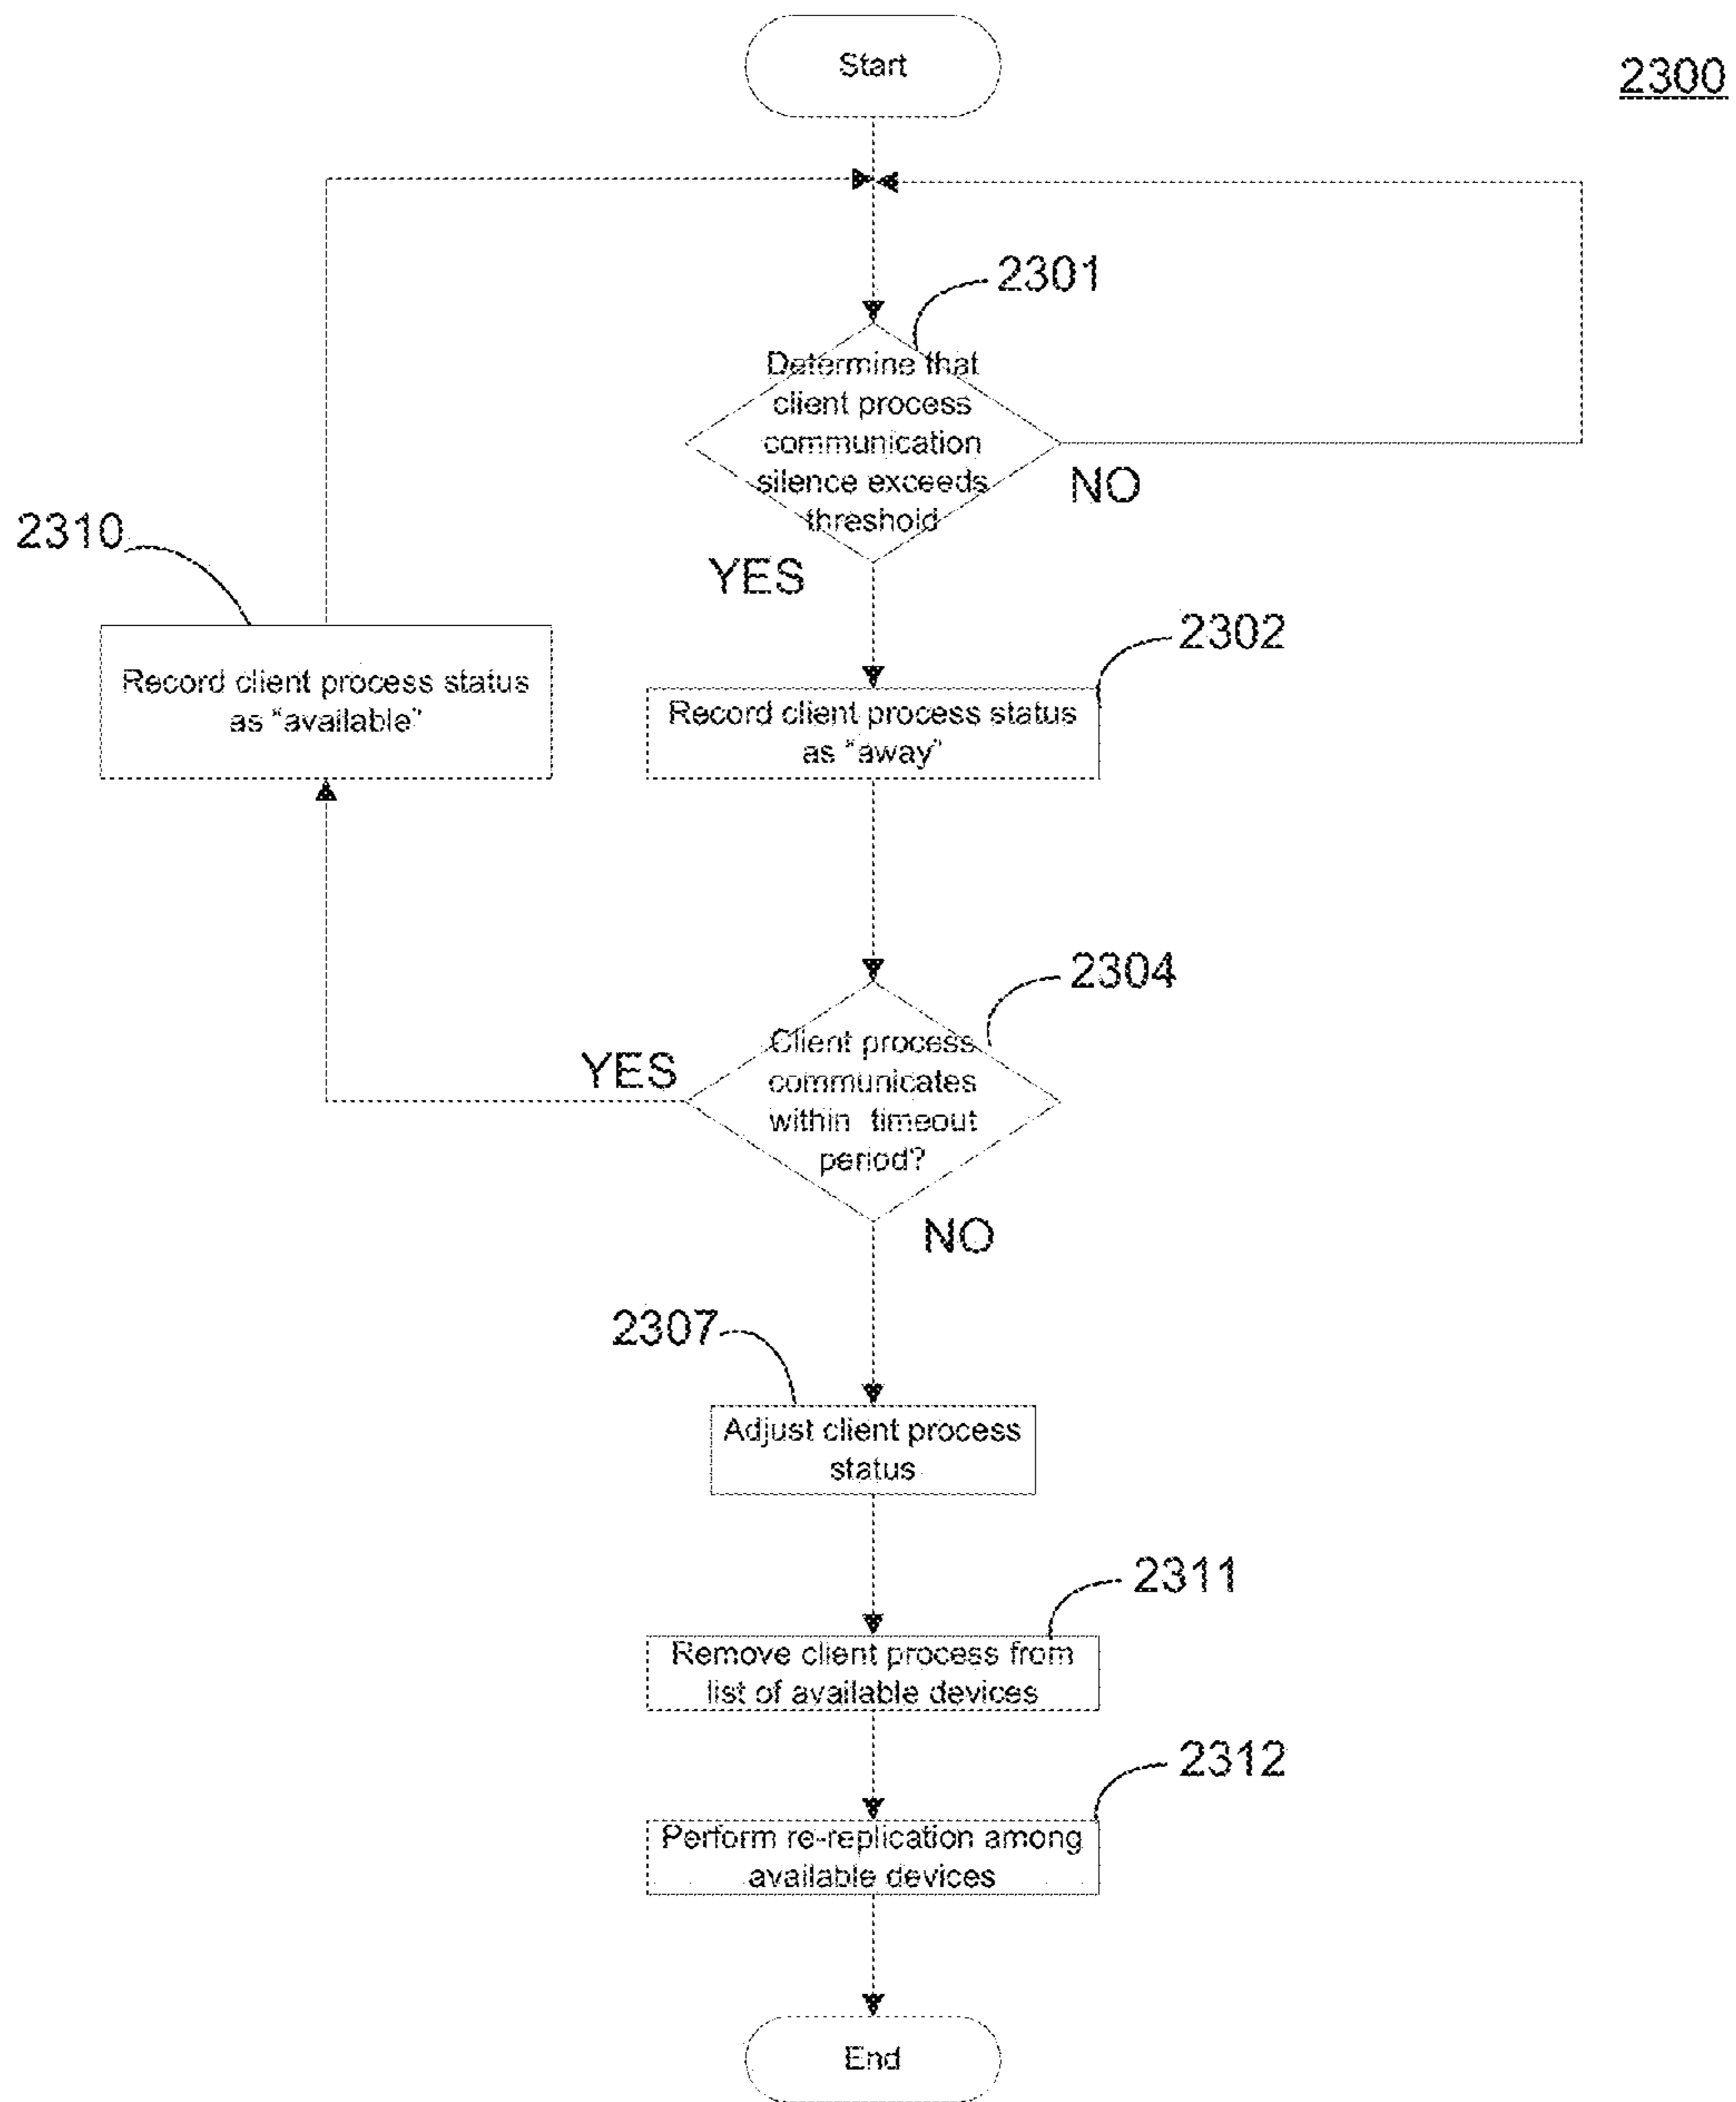 Start
2300
2301
Determine that
client process
communication
silence exceeds
threshold
NO
YES
2310
Record client process status
as "available"
2302
Record client process status
as "away"
2304
Client process
communicates
within timeout
period?
YES
NO
2307
Adjust client process
status
2311
Remove client process from
list of available devices
2312
Perform re-replication among
available devices
End